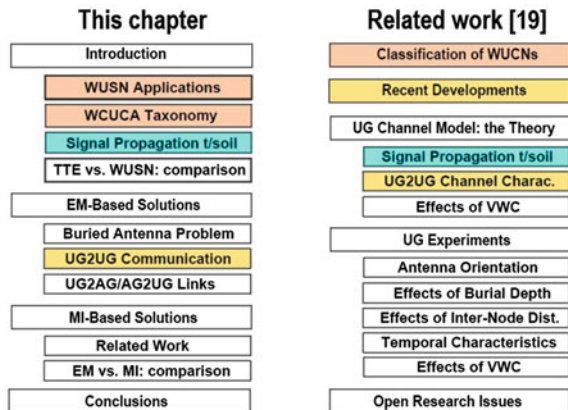 This chapter
Introduction
WUSN Applications
WCUCA Taxonomy
Signal Propagation t/soil
TTE vs. WUSN: comparison
EM-Based Solutions
Buried Antenna Problem
UG2UG Communication
UG2AG/AG2UG Links
MI-Based Solutions
Related Work
EM vs. MI: comparison
Conclusions
Related work [19]
Classification of WUCNs
Recent Developments
UG Channel Model: the Theory
Signal Propagation t/soil
UG2UG Channel Charac.
Effects of VWC
UG Experiments
Antenna Orientation
Effects of Burial Depth
Effects of Inter-Node Dist.
Temporal Characteristics
Effects of VWC
Open Research Issues